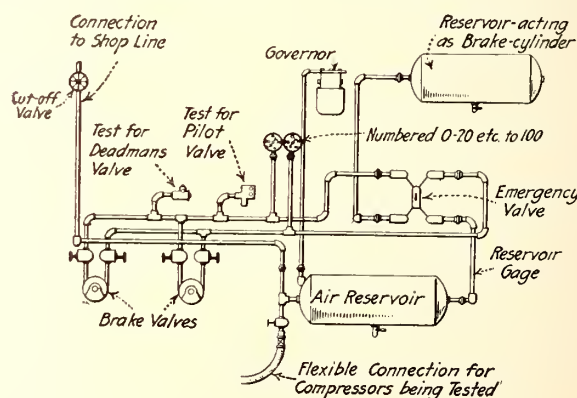 Connection
to Shop Line
Cut-off
Valve
Test for
Deadmans
Valve
Test for
Pilot
Valve
Governor
Reservoir-acting
as Brake-cylinder
Numbered 0-20 etc. to 100
Emergency
Valve
Reservoir
Gage
Air Reservoir
Brake Valves
Flexible Connection for
Compressors being Tested